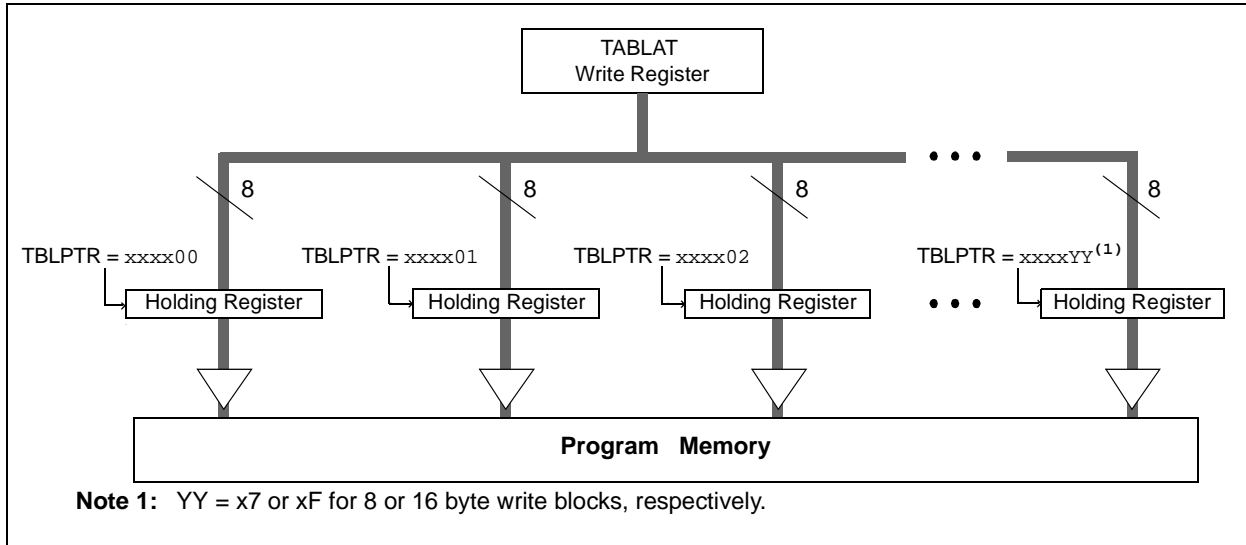 TABLAT
Write Register
8 8 8 8
TBLPTR = xxxx00 TBLPTR = xxxx01 TBLPTR = xxxx02 TBLPTR = xxxxYY(1)
Holding Register Holding Register Holding Register Holding Register
Program Memory
Note 1: YY = x7 or xF for 8 or 16 byte write blocks, respectively.